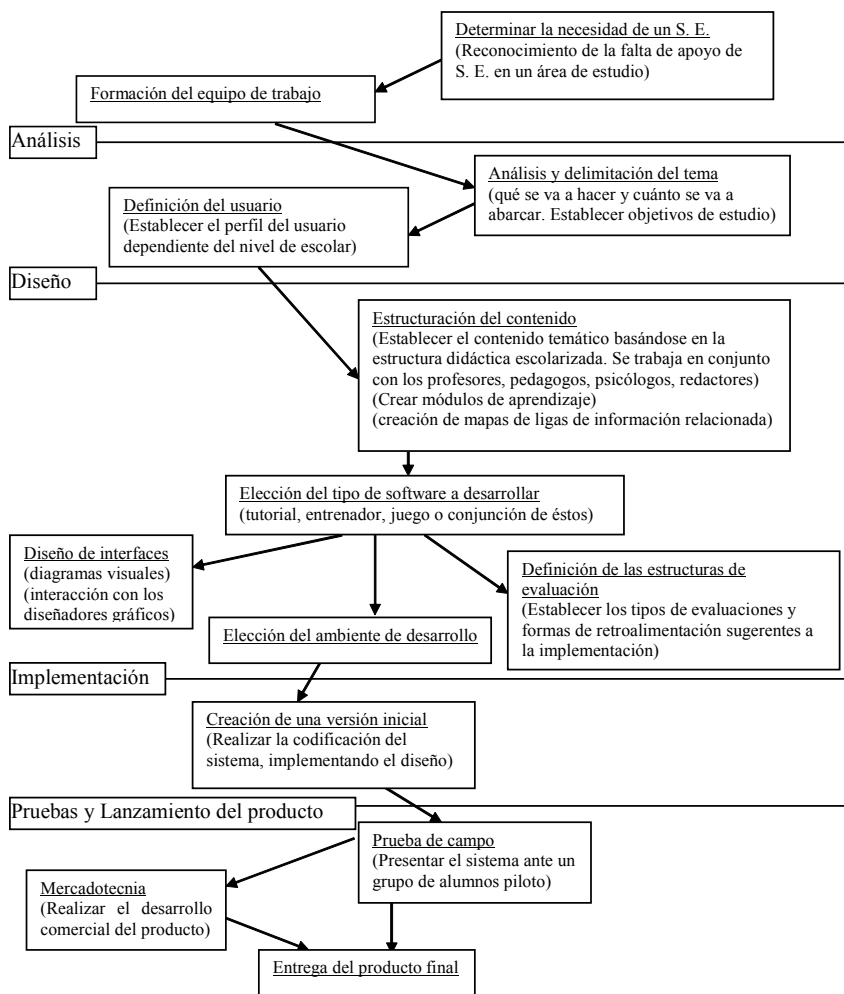 Determinar la necesidad de un S. E.
(Reconocimiento de la falta de apoyo de
S. E. en un área de estudio)
Formación del equipo de trabajo
Análisis
Análisis y delimitación del tema
(qué se va a hacer y cuánto se va a
abarcar. Establecer objetivos de estudio)
Definición del usuario
(Establecer el perfil del usuario
dependiente del nivel de escolar)
Diseño
Estructuración del contenido
(Establecer el contenido temático basándose en la
estructura didáctica escolarizada. Se trabaja en conjunto
con los profesores, pedagogos, psicólogos, redactores)
(Crear módulos de aprendizaje)
(creación de mapas de ligas de información relacionada)
Elección del tipo de software a desarrollar
(tutorial, entrenador, juego o conjunción de éstos)
Diseño de interfaces
(diagramas visuales)
(interacción con los
diseñadores gráficos)
Definición de las estructuras de
evaluación
(Establecer los tipos de evaluaciones y
formas de retroalimentación sugerentes a
la implementación)
Elección del ambiente de desarrollo
Implementación
Creación de una versión inicial
(Realizar la codificación del
sistema, implementando el diseño)
Pruebas y Lanzamiento del producto
Prueba de campo
(Presentar el sistema ante un
grupo de alumnos piloto)
Mercadotecnia
(Realizar el desarrollo
comercial del producto)
Entrega del producto final